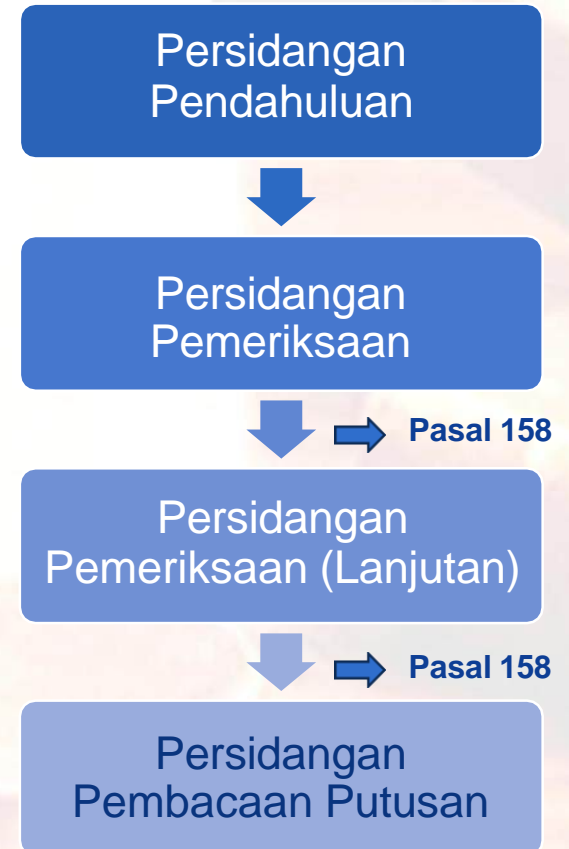 Persidangan
Pendahuluan
Persidangan
Pemeriksaan
Pasal 158
Persidangan
Pemeriksaan (Lanjutan)
Pasal 158
Persidangan
Pembacaan Putusan